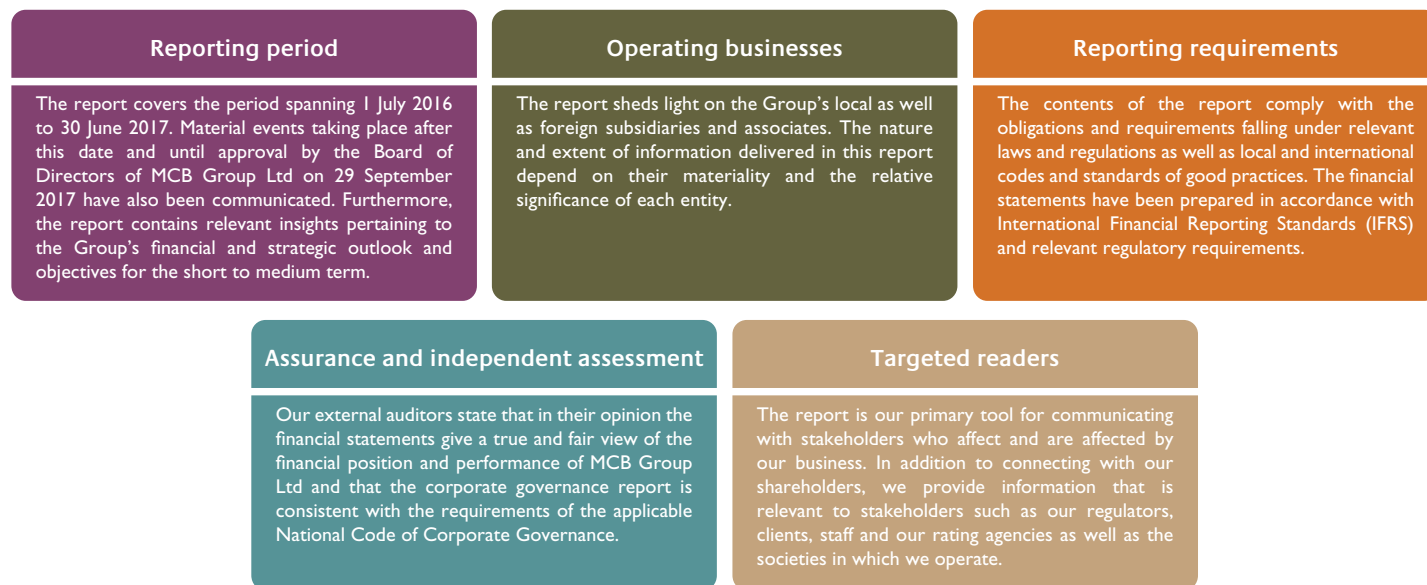 Reporting period
The report covers the period spanning 1 July 2016
to 30 June 2017. Material events taking place after
this date and until approval by the Board of
Directors of MCB Group Ltd on 29 September
2017 have also been communicated. Furthermore,
the report contains relevant insights pertaining to
the Group's financial and strategic outlook and
objectives for the short to medium term.
Operating businesses
The report sheds light on the Group's local as well
as foreign subsidiaries and associates. The nature
and extent of information delivered in this report
depend on their materiality and the relative
significance of each entity.
Reporting requirements
The contents of the report comply with the
obligations and requirements falling under relevant
laws and regulations as well as local and international
codes and standards of good practices. The financial
statements have been prepared in accordance with
International Financial Reporting Standards (IFRS)
and relevant regulatory requirements.
Assurance and independent assessment
Our external auditors state that in their opinion the
financial statements give a true and fair view of the
financial position and performance of MCB Group
Ltd and that the corporate governance report is
consistent with the requirements of the applicable
National Code of Corporate Governance.
Targeted readers
The report is our primary tool for communicating
with stakeholders who affect and are affected by
our business. In addition to connecting with our
shareholders, we provide information that is
relevant to stakeholders such as our regulators,
clients, staff and our rating agencies as well as the
societies in which we operate.